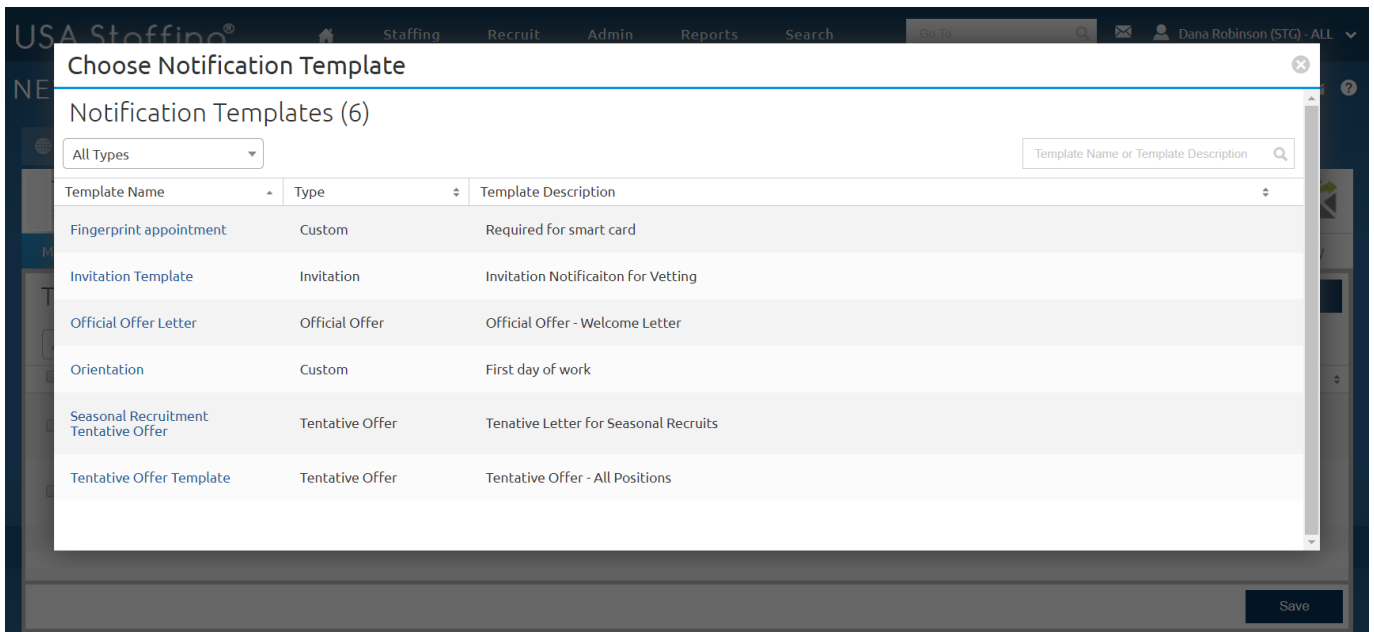 USA Staffing®
Staffing
Recruit
Admin
Reports
Search
Go To
Dana Robinson (STG) - ALL
NE
?
Choose Notification Template
Notification Templates (6)
All Types
Template Name or Template Description
Template Name
Type
Template Description
Fingerprint appointment
Custom
Required for smart card
Invitation Template
Invitation
Invitation Notificaiton for Vetting
Official Offer Letter
Official Offer
Official Offer - Welcome Letter
Orientation
Custom
First day of work
Seasonal Recruitment
Tentative Offer
Tentative Offer
Tenative Letter for Seasonal Recruits
Tentative Offer Template
Tentative Offer
Tentative Offer - All Positions
Save